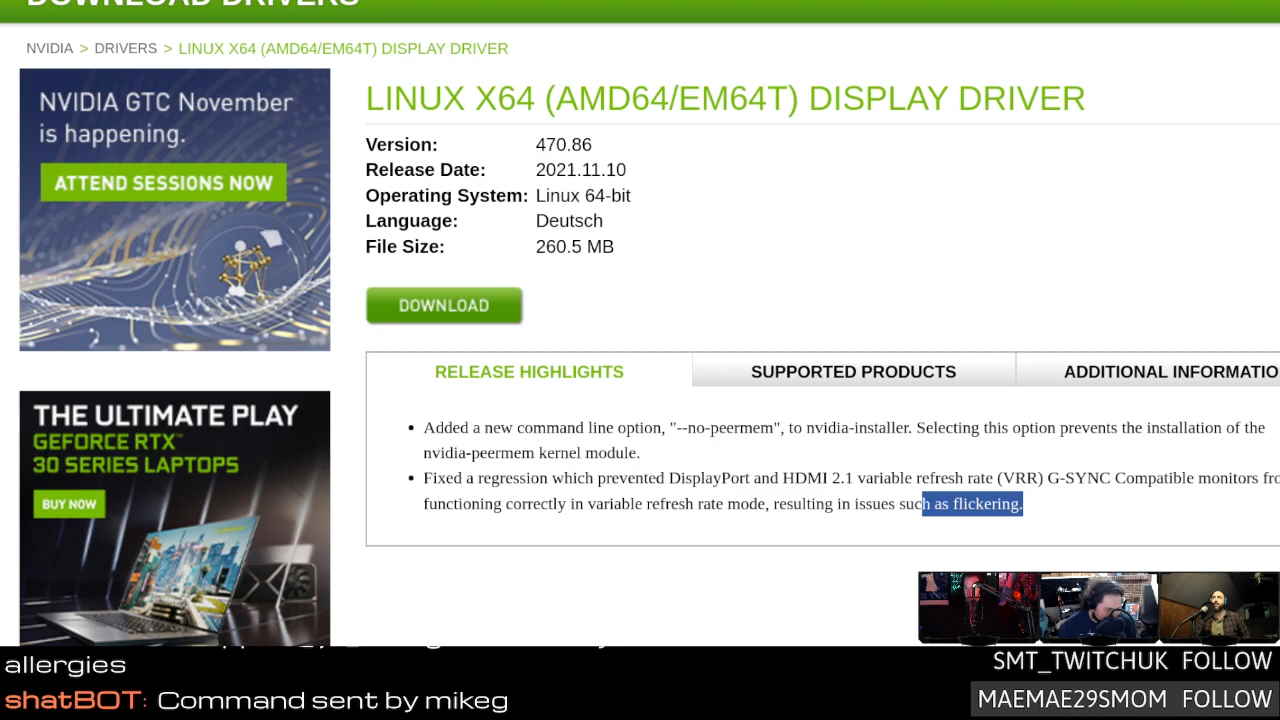 DOWNLOAD DRIVERS
NVIDIA > DRIVERS > LINUX X64 (AMD64/EM64T) DISPLAY DRIVER
NVIDIA GTC November
is happening.
ATTEND SESSIONS NOW
THE ULTIMATE PLAY
GEFORCE RTX™
30 SERIES LAPTOPS
BUY NOW
LINUX X64 (AMD64/EM64T) DISPLAY DRIVER
Version: 470.86
Release Date: 2021.11.10
Operating System: Linux 64-bit
Language: Deutsch
File Size: 260.5 MB
DOWNLOAD
RELEASE HIGHLIGHTS SUPPORTED PRODUCTS ADDITIONAL INFORMATIO
• Added a new command line option, "--no-peermem", to nvidia-installer. Selecting this option prevents the installation of the
nvidia-peermem kernel module.
• Fixed a regression which prevented DisplayPort and HDMI 2.1 variable refresh rate (VRR) G-SYNC Compatible monitors fro
functioning correctly in variable refresh rate mode, resulting in issues such as flickering.
allergies
shatBOT: Command sent by mikeg
SMT_TWITCHUK FOLLOW
MAEMAE29SMOM FOLLOW